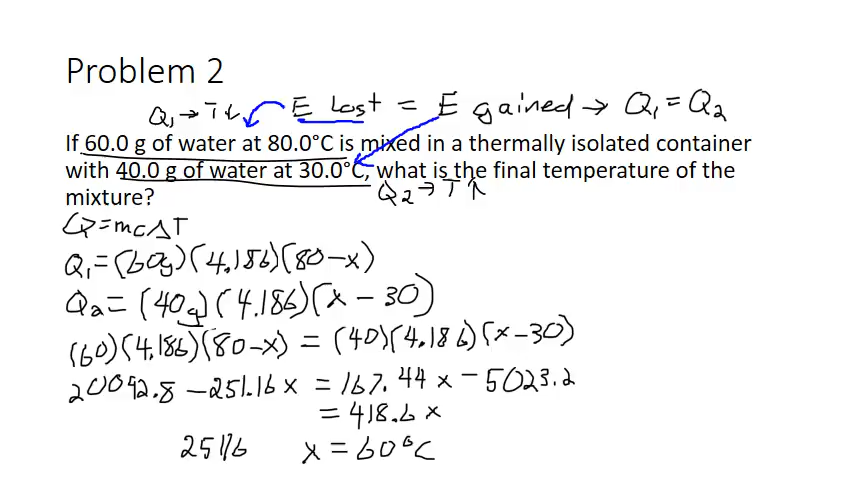 Problem 2
Q₁ → T↓ E Lost = E gained → Q₁ = Q₂
If 60.0 g of water at 80.0°C is mixed in a thermally isolated container
with 40.0 g of water at 30.0°C, what is the final temperature of the
mixture? Q₂ → T↑
Q = mcΔT
Q₁ = (60g)(4.186)(80-x)
Q₂ = (40g)(4.186)(x - 30)
(60)(4.186)(80-x) = (40)(4.186)(x-30)
20092.8 - 251.16x = 167.44x - 5023.2
= 418.6x
25116 x = 60°C